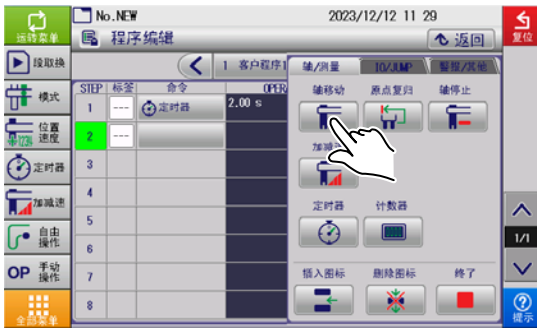 No.NEW
2023/12/12 11 29
运转菜单
程序编辑
返回
复位
段取换
1 客户程序1
轴/测量
IO/JUMP
警报/其他
模式
STEP
标签
命令
OPER
轴移动
原点复归
轴停止
1
---
定时器
2.00 s
位置
速度
2
---
加减速
定时器
3
加减速
4
定时器
计数器
自由
操作
5
1/1
6
OP
手动
操作
7
插入图标
删除图标
终了
全部菜单
8
提示